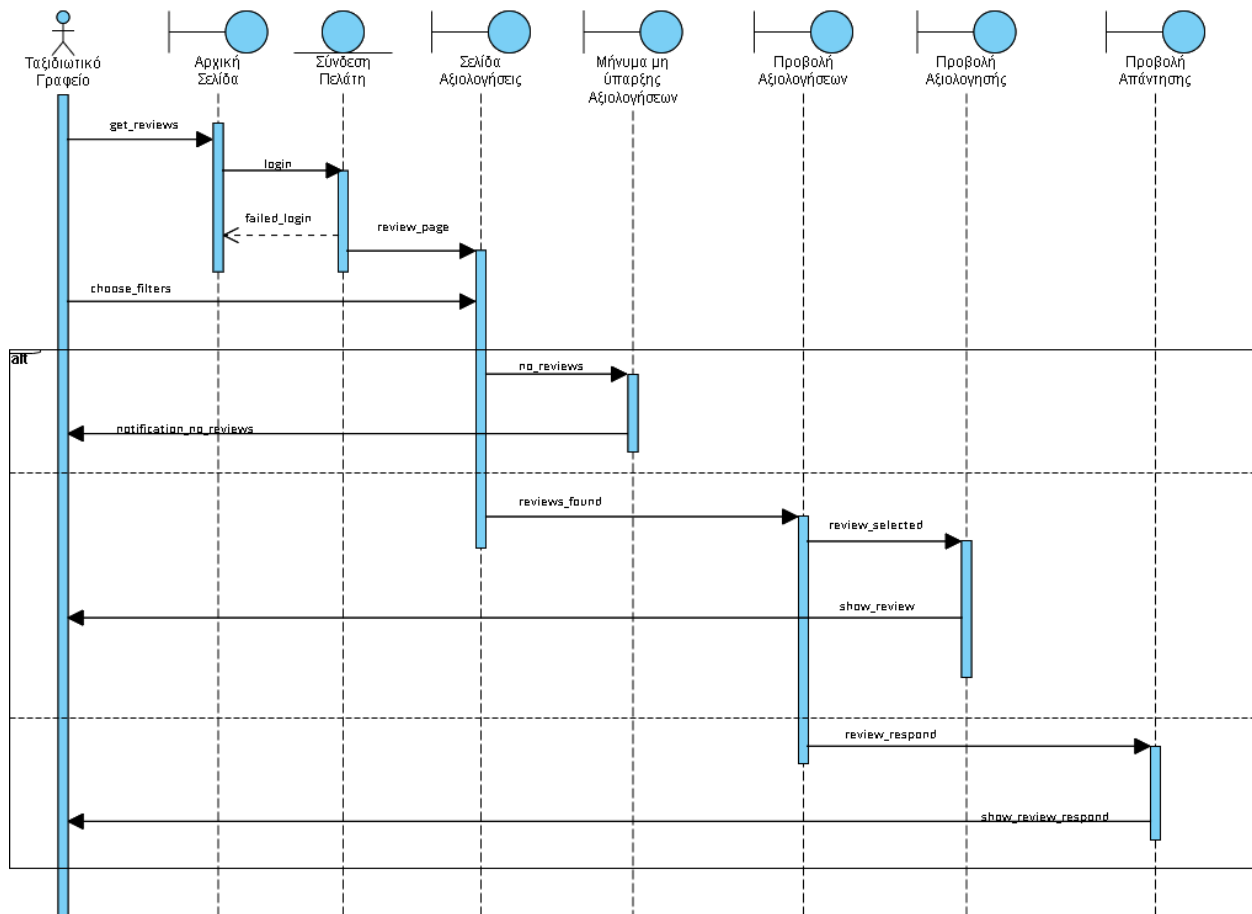 Ταξιδιωτικό
Γραφείο
Αρχική
Σελίδα
Σύνδεση
Πελάτη
Σελίδα
Αξιολογήσεις
Μήνυμα μη
ύπαρξης
Αξιολογήσεων
Προβολή
Αξιολογήσεων
Προβολή
Αξιολογησής
Προβολή
Απάντησης
get_reviews
login
failed_login
review_page
choose_filters
alt
no_reviews
notification_no_reviews
reviews_found
review_selected
show_review
review_respond
show_review_respond